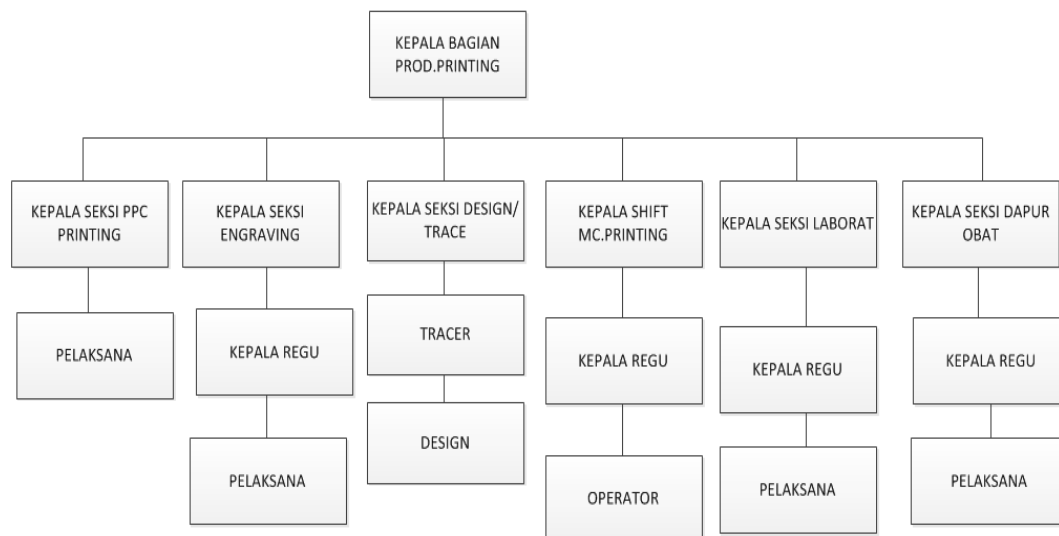 KEPALA BAGIAN
PROD.PRINTING
KEPALA SEKSI PPC
PRINTING
KEPALA SEKSI
ENGRAVING
KEPALA SEKSI DESIGN/
TRACE
KEPALA SHIFT
MC.PRINTING
KEPALA SEKSI LABORAT
KEPALA SEKSI DAPUR
OBAT
PELAKSANA
KEPALA REGU
TRACER
KEPALA REGU
KEPALA REGU
KEPALA REGU
PELAKSANA
DESIGN
OPERATOR
PELAKSANA
PELAKSANA